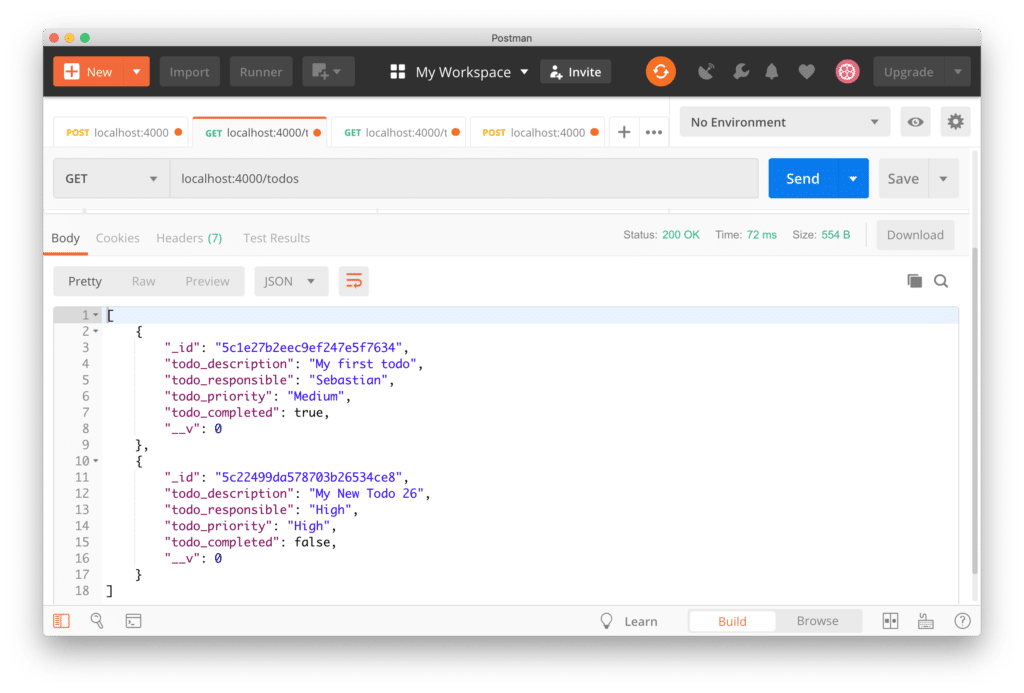 Postman
New Import Runner My Workspace Invite Upgrade
POST localhost:4000 GET localhost:4000/t GET localhost:4000/t POST localhost:4000 No Environment
GET localhost:4000/todos Send Save
Body Cookies Headers (7) Test Results Status: 200 OK Time: 72 ms Size: 554 B Download
Pretty Raw Preview JSON
1 [
2 {
3 "_id": "5c1e27b2eec9ef247e5f7634",
4 "todo_description": "My first todo",
5 "todo_responsible": "Sebastian",
6 "todo_priority": "Medium",
7 "todo_completed": true,
8 "__v": 0
9 },
10 {
11 "_id": "5c22499da578703b26534ce8",
12 "todo_description": "My New Todo 26",
13 "todo_responsible": "High",
14 "todo_priority": "High",
15 "todo_completed": false,
16 "__v": 0
17 }
18 ]
Learn Build Browse